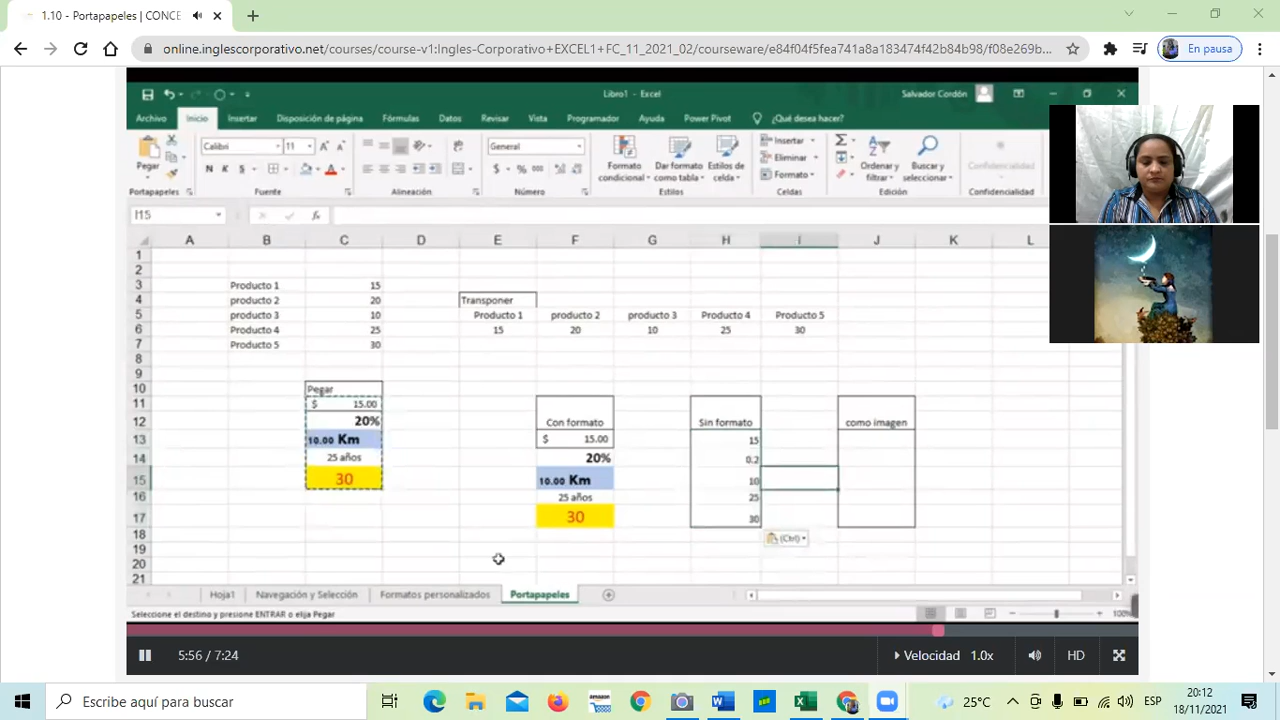 1.10 - Portapapeles | CONCE
online.inglescorporativo.net/courses/course-v1:Ingles-Corporativo+EXCEL1+FC_11_2021_02/courseware/e84f00f5fea741a8a183474f42b84b98/f08e269b...
En pausa
Libro1 - Excel
Salvador Cordón
Archivo Inicio Insertar Disposición de página Fórmulas Datos Revisar Vista Programador Ayuda Power Pivot ¿Qué desea hacer?
Calibri 11 General Insertar
Pegar Formato condicional Dar formato como tabla Estilos de celda Eliminar Ordenar y filtrar Buscar y seleccionar Confidencialidad
N K S $ % 000 Formato
Portapapeles Fuente Alineación Número Estilos Celdas Edición Confidencialidad
I15 fx
A B C D E F G H I J K L
1
2
3 Producto 1 15
4 producto 2 20 Transponer
5 producto 3 10 Producto 1 producto 2 producto 3 Producto 4 Producto 5
6 Producto 4 25 15 20 10 25 30
7 Producto 5 30
8
9
10 Pegar
11 $ 15.00
12 20% Con formato Sin formato como imagen
13 10.00 Km $ 15.00 15
14 25 años 20% 0.2
15 30 10.00 Km 10
16 25 años 25
17 30 30
18 (Ctrl)
19
20
21
Hoja1 Navegación y Selección Formatos personalizados Portapapeles
Seleccione el destino y presione ENTRAR o elija Pegar 100%
5:56 / 7:24 Velocidad 1.0x HD
Escribe aquí para buscar
amazon
25°C ESP
20:12
18/11/2021